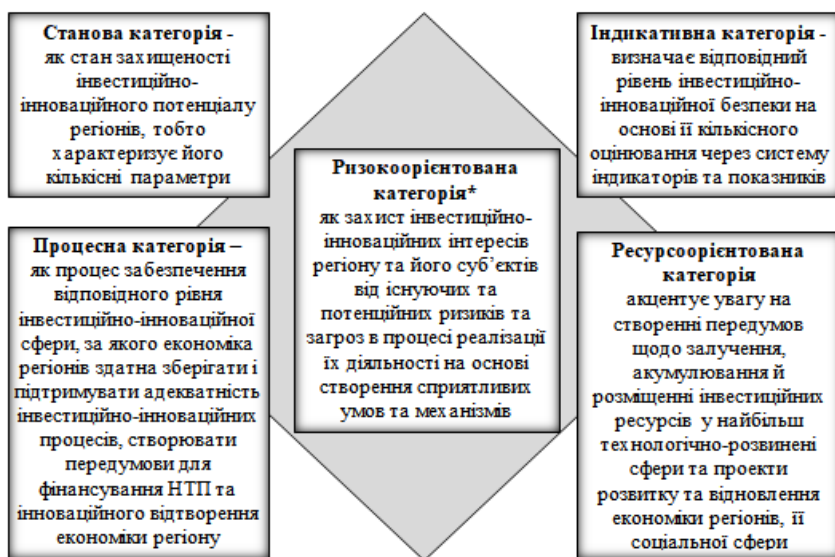 Станова категорія -
як стан захищеності
інвестиційно-
інноваційного потенціалу
регіонів, тобто
характеризує його
кількісні параметри
Індикативна категорія -
визначає відповідний
рівень інвестиційно-
інноваційної безпеки на
основі її кількісного
оцінювання через систему
індикаторів та показників
Ризокоорієнтована
категорія*
як захист інвестиційно-
інноваційних інтересів
регіону та його суб’єктів
від існуючих та
потенційних ризиків та
загроз в процесі реалізації
їх діяльності на основі
створення сприятливих
умов та механізмів
Процесна категорія –
як процес забезпечення
відповідного рівня
інвестиційно-інноваційної
сфери, за якого економіка
регіонів здатна зберігати і
підтримувати адекватність
інвестиційно-інноваційних
процесів, створювати
передумови для
фінансування НТП та
інноваційного відтворення
економіки регіону
Ресурсоорієнтована
категорія
акцентує увагу на
створенні передумов
щодо залучення,
акумулювання й
розміщенні інвестиційних
ресурсів у найбільш
технологічно-розвинені
сфери та проекти
розвитку та відновлення
економіки регіонів, її
соціальної сфери